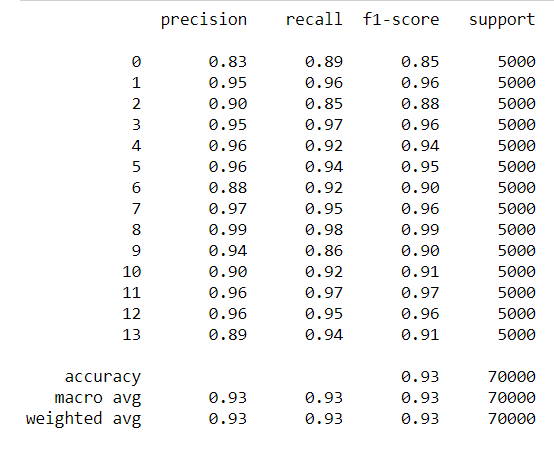 precision recall f1-score support
0 0.83 0.89 0.85 5000
1 0.95 0.96 0.96 5000
2 0.90 0.85 0.88 5000
3 0.95 0.97 0.96 5000
4 0.96 0.92 0.94 5000
5 0.96 0.94 0.95 5000
6 0.88 0.92 0.90 5000
7 0.97 0.95 0.96 5000
8 0.99 0.98 0.99 5000
9 0.94 0.86 0.90 5000
10 0.90 0.92 0.91 5000
11 0.96 0.97 0.97 5000
12 0.96 0.95 0.96 5000
13 0.89 0.94 0.91 5000
accuracy 0.93 70000
macro avg 0.93 0.93 0.93 70000
weighted avg 0.93 0.93 0.93 70000